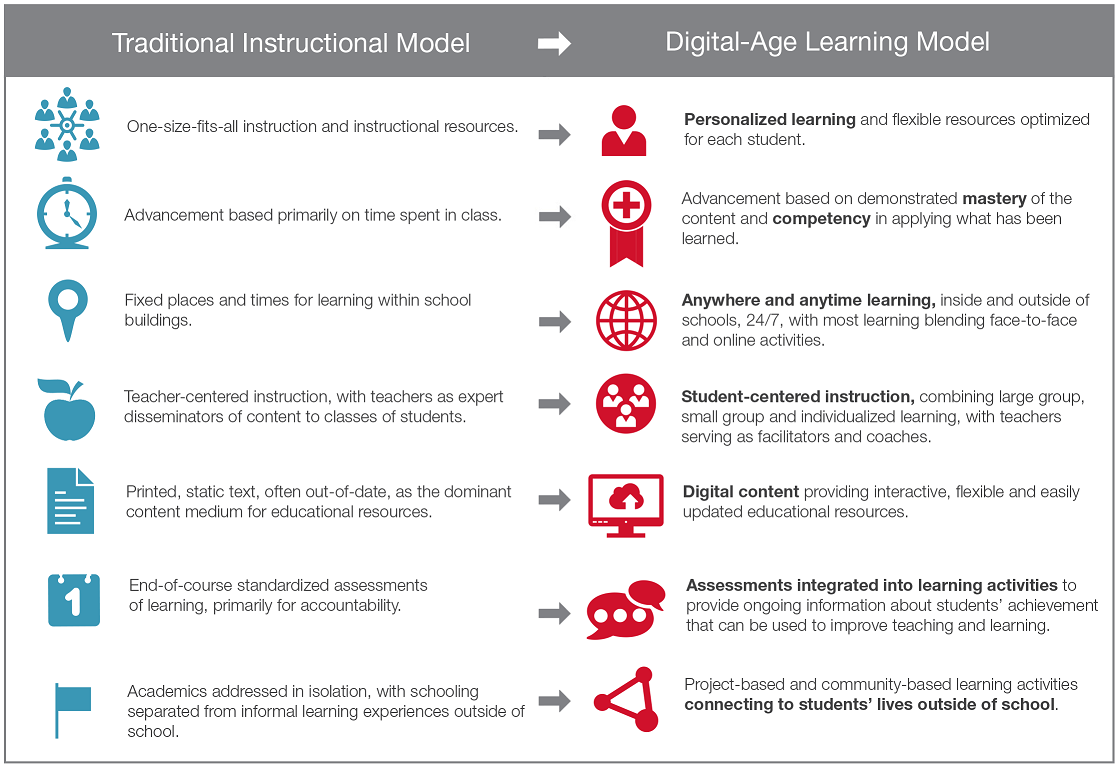 Traditional Instructional Model
Digital-Age Learning Model
One-size-fits-all instruction and instructional resources.
Personalized learning and flexible resources optimized
for each student.
Advancement based primarily on time spent in class.
Advancement based on demonstrated mastery of the
content and competency in applying what has been
learned.
Fixed places and times for learning within school
buildings.
Anywhere and anytime learning, inside and outside of
schools, 24/7, with most learning blending face-to-face
and online activities.
Teacher-centered instruction, with teachers as expert
disseminators of content to classes of students.
Student-centered instruction, combining large group,
small group and individualized learning, with teachers
serving as facilitators and coaches.
Printed, static text, often out-of-date, as the dominant
content medium for educational resources.
Digital content providing interactive, flexible and easily
updated educational resources.
1
End-of-course standardized assessments
of learning, primarily for accountability.
Assessments integrated into learning activities to
provide ongoing information about students’ achievement
that can be used to improve teaching and learning.
Academics addressed in isolation, with schooling
separated from informal learning experiences outside of
school.
Project-based and community-based learning activities
connecting to students’ lives outside of school.